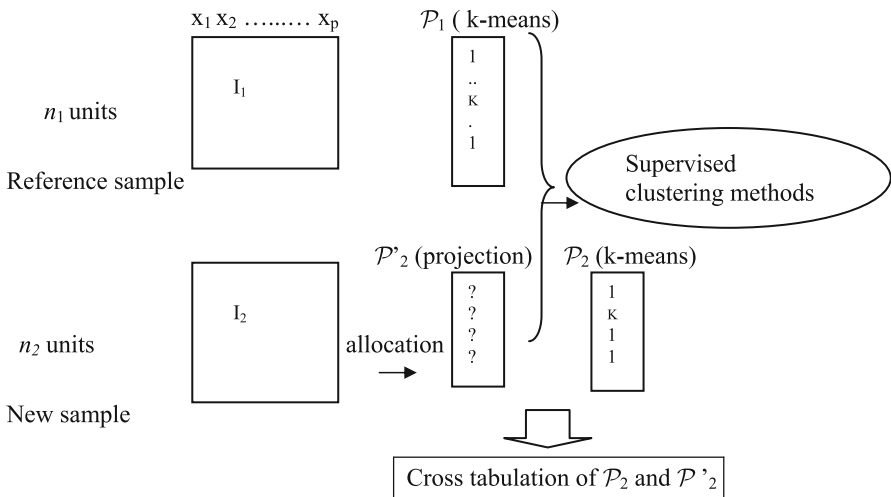 x₁ x₂ ………… xₚ
𝒫₁ ( k-means)
I₁
1
..
K
.
1
n₁ units
Reference sample
Supervised
clustering methods
𝒫’₂ (projection)
𝒫₂ (k-means)
I₂
?
?
?
?
1
K
1
1
n₂ units
allocation
New sample
Cross tabulation of 𝒫₂ and 𝒫 ’₂